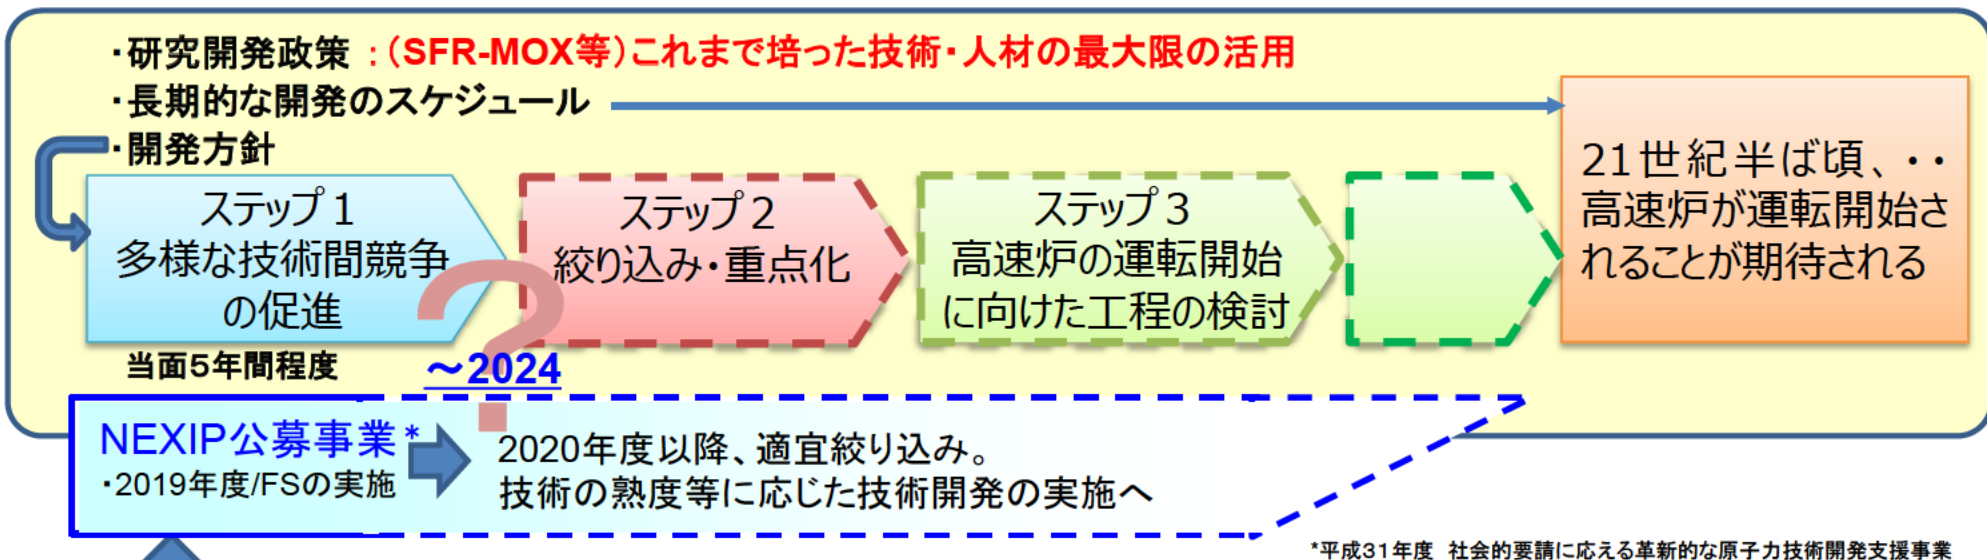 ・研究開発政策 ：(SFR-MOX等)これまで培った技術・人材の最大限の活用
・長期的な開発のスケジュール
・開発方針
ステップ１
多様な技術間競争
の促進
当面5年間程度
?
～2024
ステップ２
絞り込み・重点化
ステップ３
高速炉の運転開始
に向けた工程の検討
21世紀半ば頃、・・
高速炉が運転開始さ
れることが期待される
NEXIP公募事業*
・2019年度/FSの実施
2020年度以降、適宜絞り込み。
技術の熟度等に応じた技術開発の実施へ
*平成31年度 社会的要請に応える革新的な原子力技術開発支援事業